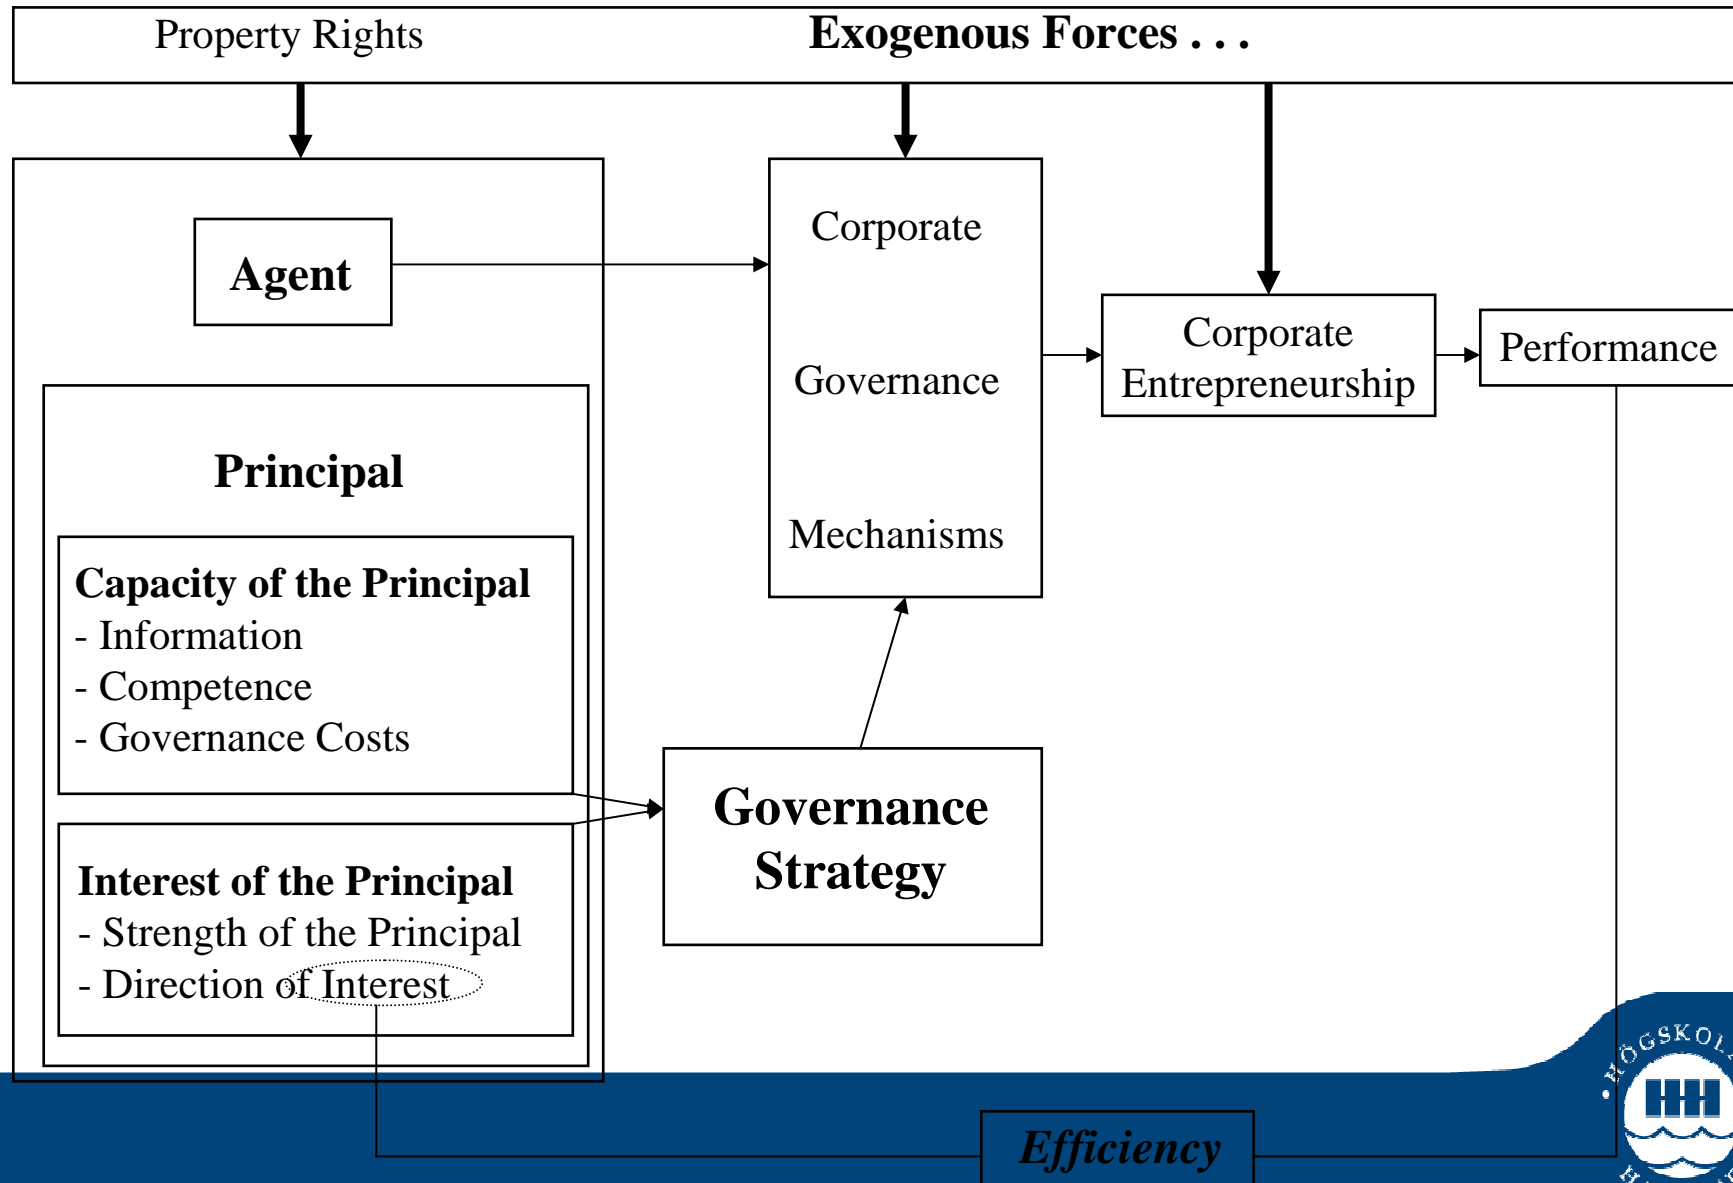 Property Rights
Exogenous Forces . . .
Agent
Principal
Capacity of the Principal
- Information
- Competence
- Governance Costs
Interest of the Principal
- Strength of the Principal
- Direction of Interest
Corporate
Governance
Mechanisms
Governance
Strategy
Corporate
Entrepreneurship
Performance
Efficiency
HH